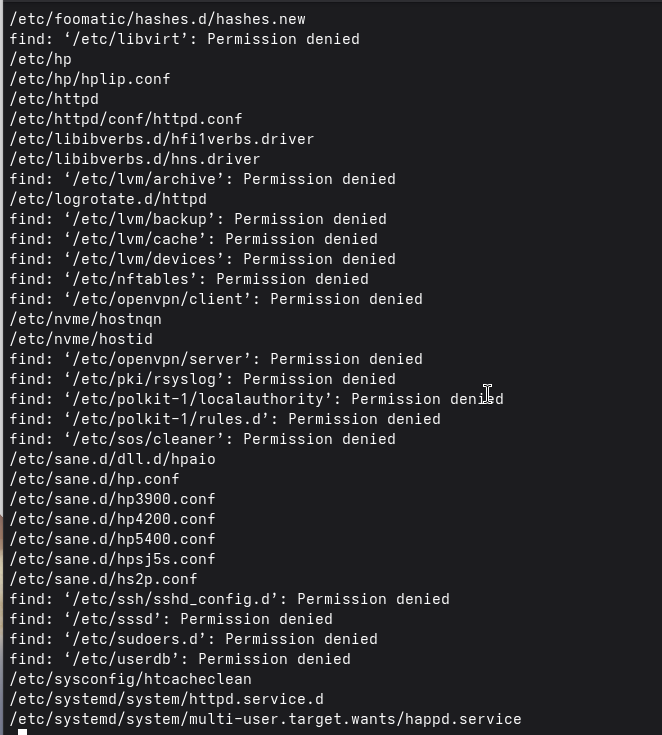 /etc/foomatic/hashes.d/hashes.new
find: ‘/etc/libvirt’: Permission denied
/etc/hp
/etc/hp/hplip.conf
/etc/httpd
/etc/httpd/conf/httpd.conf
/etc/libibverbs.d/hfi1verbs.driver
/etc/libibverbs.d/hns.driver
find: ‘/etc/lvm/archive’: Permission denied
/etc/logrotate.d/httpd
find: ‘/etc/lvm/backup’: Permission denied
find: ‘/etc/lvm/cache’: Permission denied
find: ‘/etc/lvm/devices’: Permission denied
find: ‘/etc/nftables’: Permission denied
find: ‘/etc/openvpn/client’: Permission denied
/etc/nvme/hostnqn
/etc/nvme/hostid
find: ‘/etc/openvpn/server’: Permission denied
find: ‘/etc/pki/rsyslog’: Permission denied
find: ‘/etc/polkit-1/localauthority’: Permission denied
find: ‘/etc/polkit-1/rules.d’: Permission denied
find: ‘/etc/sos/cleaner’: Permission denied
/etc/sane.d/dll.d/hpaio
/etc/sane.d/hp.conf
/etc/sane.d/hp3900.conf
/etc/sane.d/hp4200.conf
/etc/sane.d/hp5400.conf
/etc/sane.d/hpsj5s.conf
/etc/sane.d/hs2p.conf
find: ‘/etc/ssh/sshd_config.d’: Permission denied
find: ‘/etc/sssd’: Permission denied
find: ‘/etc/sudoers.d’: Permission denied
find: ‘/etc/userdb’: Permission denied
/etc/sysconfig/htcacheclean
/etc/systemd/system/httpd.service.d
/etc/systemd/system/multi-user.target.wants/happd.service